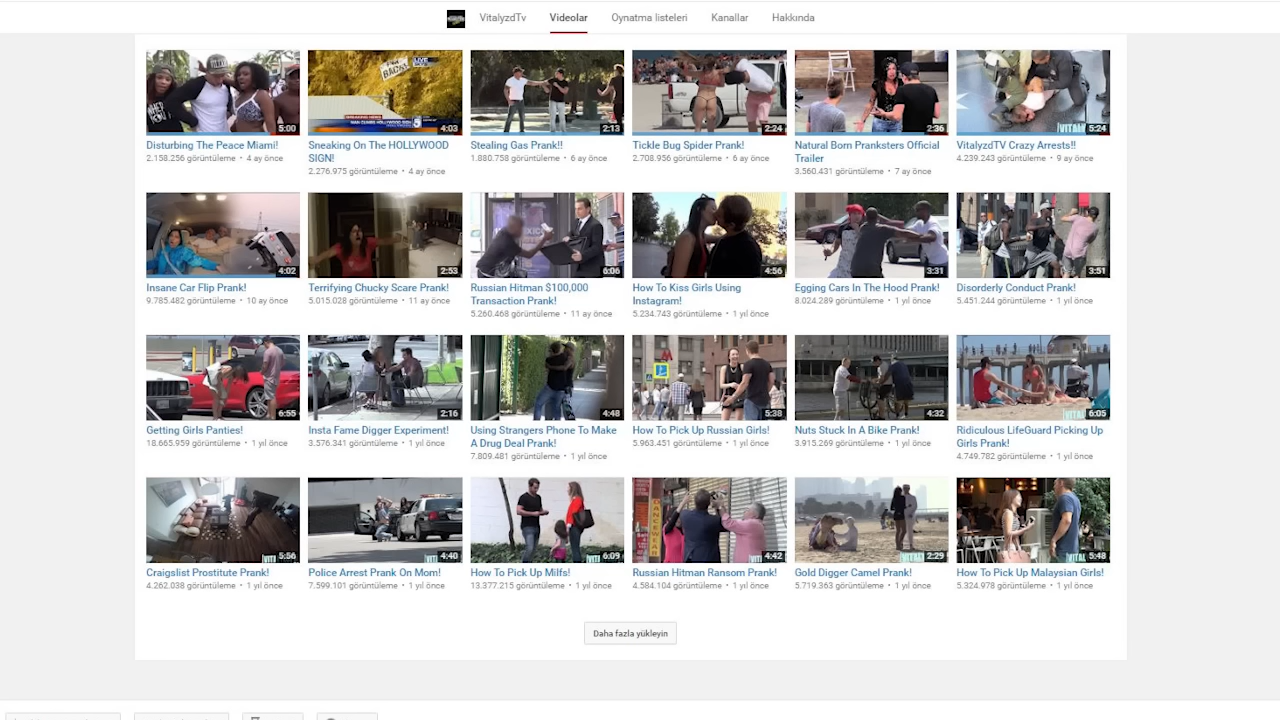 VitalyzdTv Videolar Oynatma listeleri Kanallar Hakkında
5:00 4:03 2:13 2:24 2:36 5:24
Disturbing The Peace Miami!
2.158.256 görüntüleme • 4 ay önce
Sneaking On The HOLLYWOOD
SIGN!
2.276.975 görüntüleme • 4 ay önce
Stealing Gas Prank!!
1.880.758 görüntüleme • 6 ay önce
Tickle Bug Spider Prank!
2.708.956 görüntüleme • 6 ay önce
Natural Born Pranksters Official
Trailer
3.560.431 görüntüleme • 7 ay önce
VitalyzdTV Crazy Arrests!!
4.239.243 görüntüleme • 9 ay önce
4:02 2:53 6:06 4:56 3:31 3:51
Insane Car Flip Prank!
9.785.482 görüntüleme • 10 ay önce
Terrifying Chucky Scare Prank!
5.015.028 görüntüleme • 11 ay önce
Russian Hitman $100,000
Transaction Prank!
5.260.468 görüntüleme • 11 ay önce
How To Kiss Girls Using
Instagram!
5.234.743 görüntüleme • 1 yıl önce
Egging Cars In The Hood Prank!
8.024.289 görüntüleme • 1 yıl önce
Disorderly Conduct Prank!
5.451.244 görüntüleme • 1 yıl önce
6:55 2:16 4:48 5:38 4:32 6:05
Getting Girls Panties!
18.665.959 görüntüleme • 1 yıl önce
Insta Fame Digger Experiment!
3.576.341 görüntüleme • 1 yıl önce
Using Strangers Phone To Make
A Drug Deal Prank!
7.809.481 görüntüleme • 1 yıl önce
How To Pick Up Russian Girls!
5.963.451 görüntüleme • 1 yıl önce
Nuts Stuck In A Bike Prank!
3.915.269 görüntüleme • 1 yıl önce
Ridiculous LifeGuard Picking Up
Girls Prank!
4.749.782 görüntüleme • 1 yıl önce
5:56 4:40 6:09 4:42 2:29 5:48
Craigslist Prostitute Prank!
4.262.038 görüntüleme • 1 yıl önce
Police Arrest Prank On Mom!
7.599.101 görüntüleme • 1 yıl önce
How To Pick Up Milfs!
13.377.215 görüntüleme • 1 yıl önce
Russian Hitman Ransom Prank!
4.584.104 görüntüleme • 1 yıl önce
Gold Digger Camel Prank!
5.719.363 görüntüleme • 1 yıl önce
How To Pick Up Malaysian Girls!
5.324.978 görüntüleme • 1 yıl önce
Daha fazla yükleyin